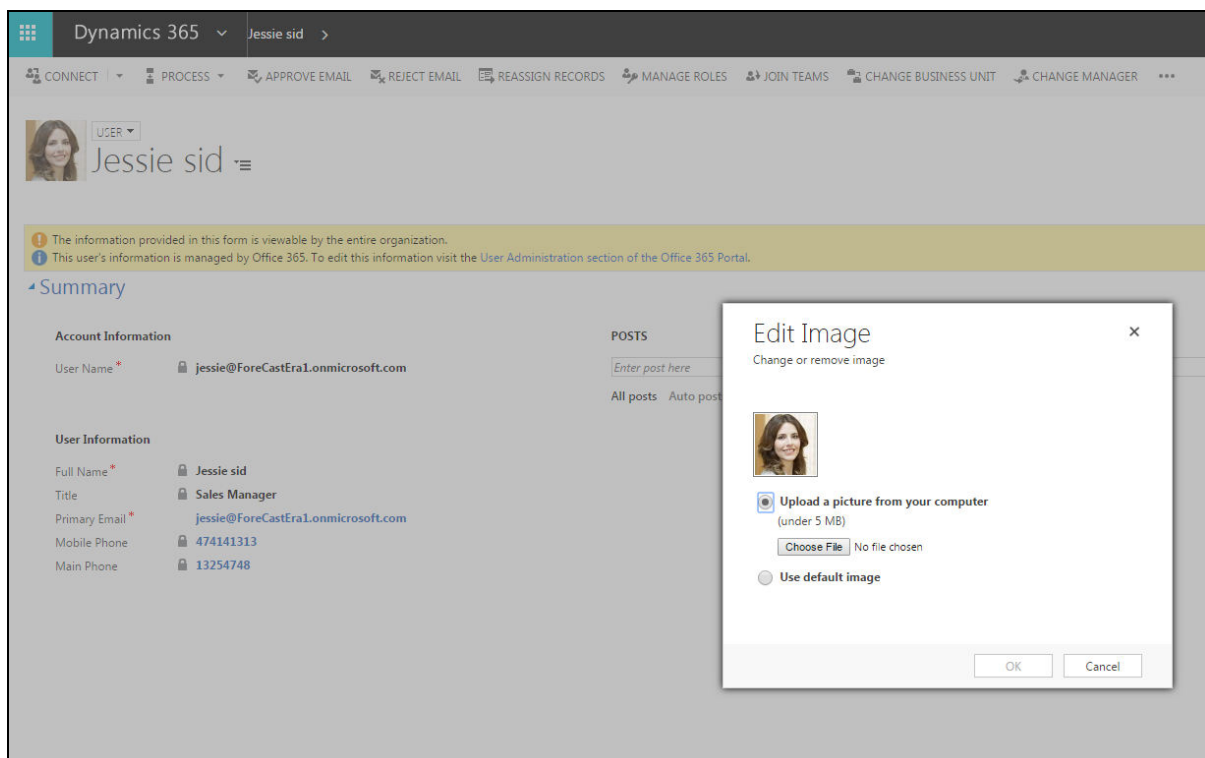 Dynamics 365 Jessie sid >
CONNECT PROCESS APPROVE EMAIL REJECT EMAIL REASSIGN RECORDS MANAGE ROLES JOIN TEAMS CHANGE BUSINESS UNIT CHANGE MANAGER •••
USER
Jessie sid
The information provided in this form is viewable by the entire organization.
This user's information is managed by Office 365. To edit this information visit the User Administration section of the Office 365 Portal.
Summary
Account Information
User Name* jessie@ForeCastEra1.onmicrosoft.com
User Information
Full Name* Jessie sid
Title Sales Manager
Primary Email* jessie@ForeCastEra1.onmicrosoft.com
Mobile Phone 474141313
Main Phone 13254748
POSTS
Enter post here
All posts Auto post
Edit Image
Change or remove image
Upload a picture from your computer
(under 5 MB)
Choose File No file chosen
Use default image
OK Cancel